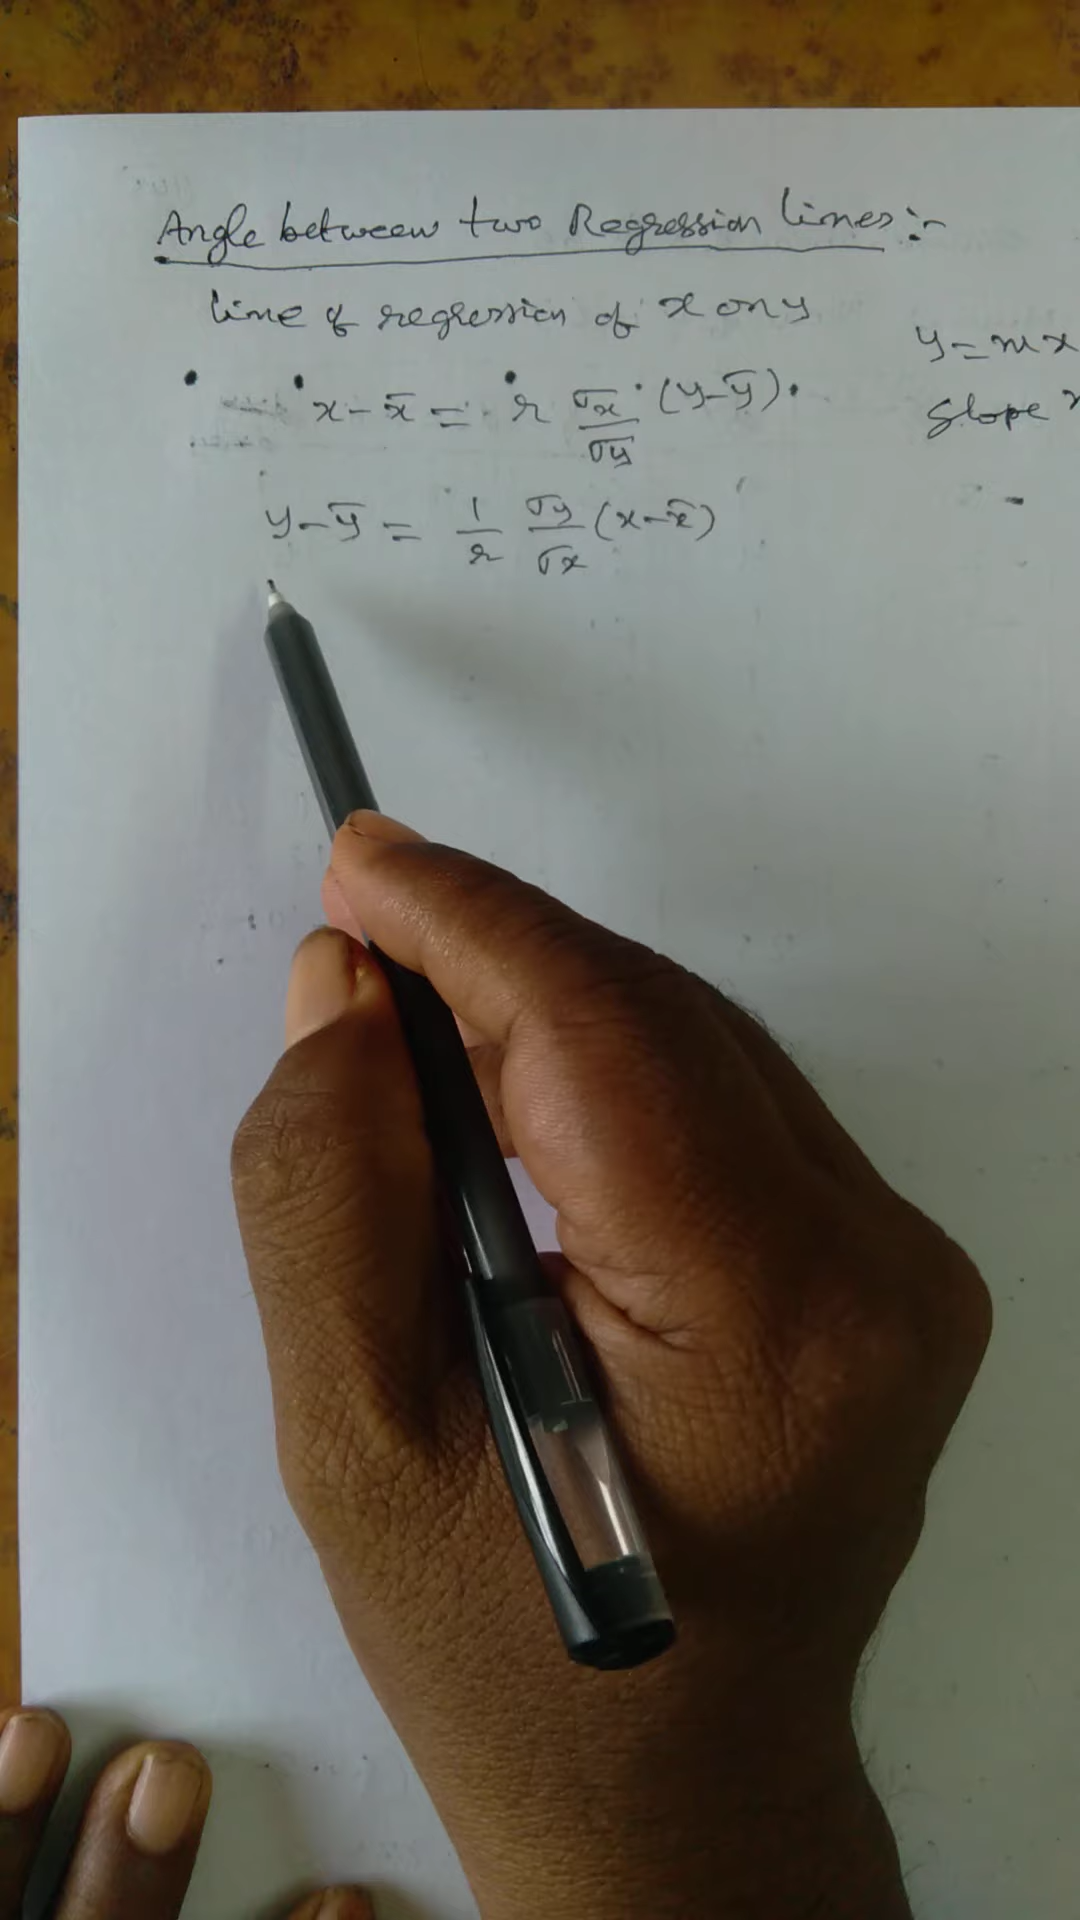 Angle between two Regression lines :-
line of regression of x on y
x - x̄ = r σx/σy (y - ȳ).
y - ȳ = 1/r σy/σx (x - x̄)
y = mx
Slope